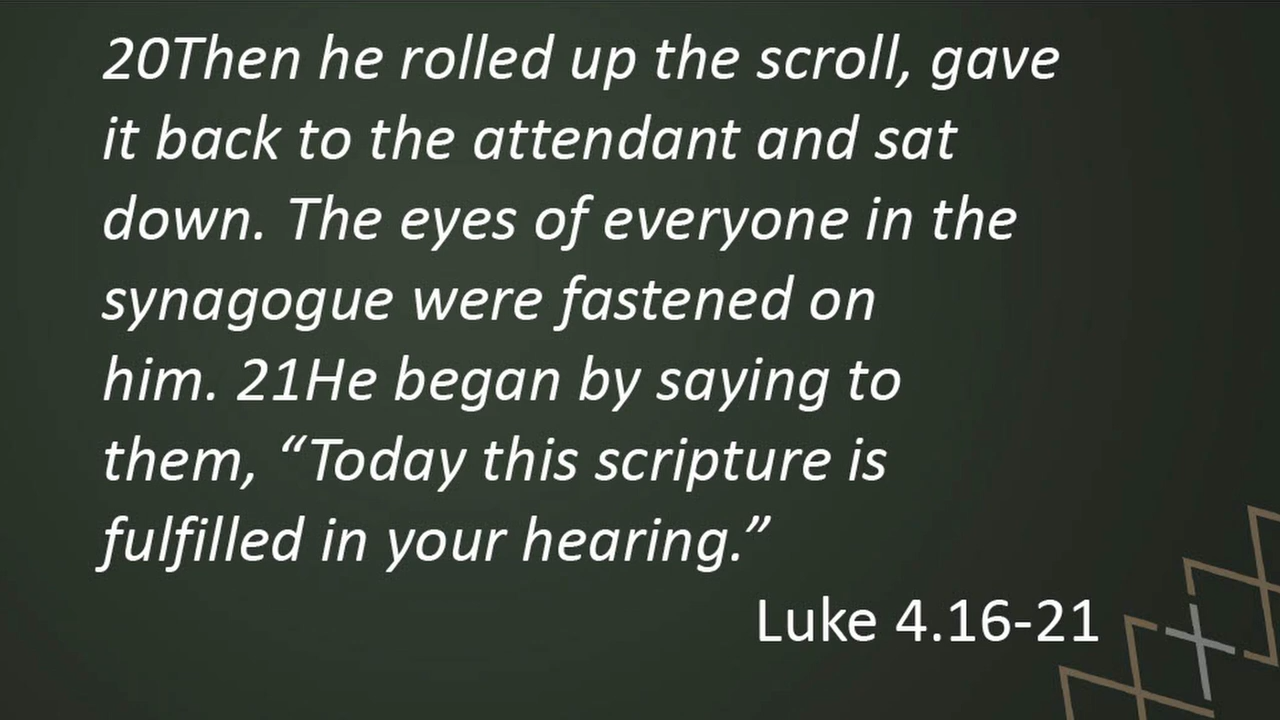 20Then he rolled up the scroll, gave
it back to the attendant and sat
down. The eyes of everyone in the
synagogue were fastened on
him. 21He began by saying to
them, “Today this scripture is
fulfilled in your hearing.”
Luke 4.16-21